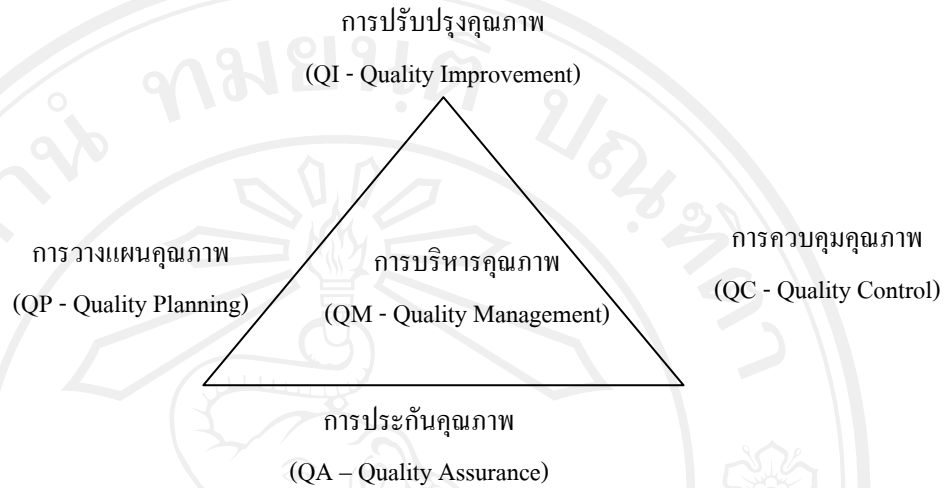 การปรับปรุงคุณภาพ
(QI - Quality Improvement)
การวางแผนคุณภาพ
(QP - Quality Planning)
การบริหารคุณภาพ
(QM - Quality Management)
การควบคุมคุณภาพ
(QC - Quality Control)
การประกันคุณภาพ
(QA – Quality Assurance)